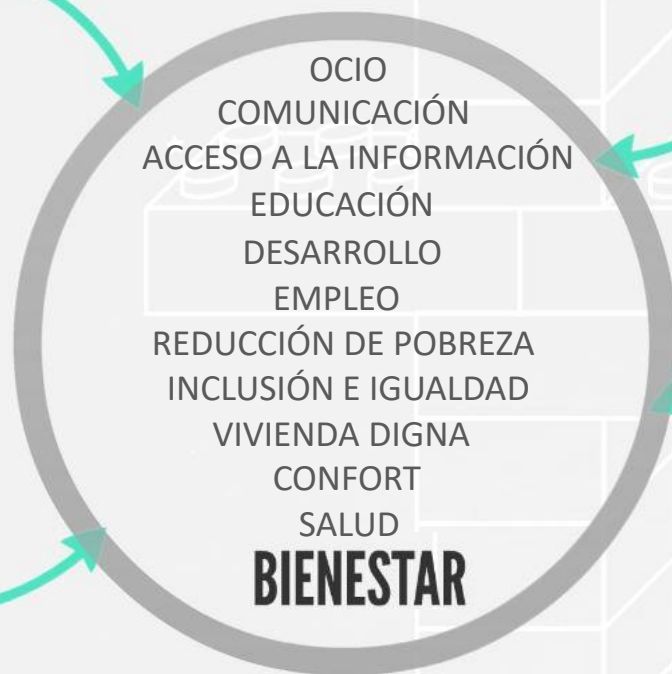 OCIO
COMUNICACIÓN
ACCESO A LA INFORMACIÓN
EDUCACIÓN
DESARROLLO
EMPLEO
REDUCCIÓN DE POBREZA
INCLUSIÓN E IGUALDAD
VIVIENDA DIGNA
CONFORT
SALUD
BIENESTAR